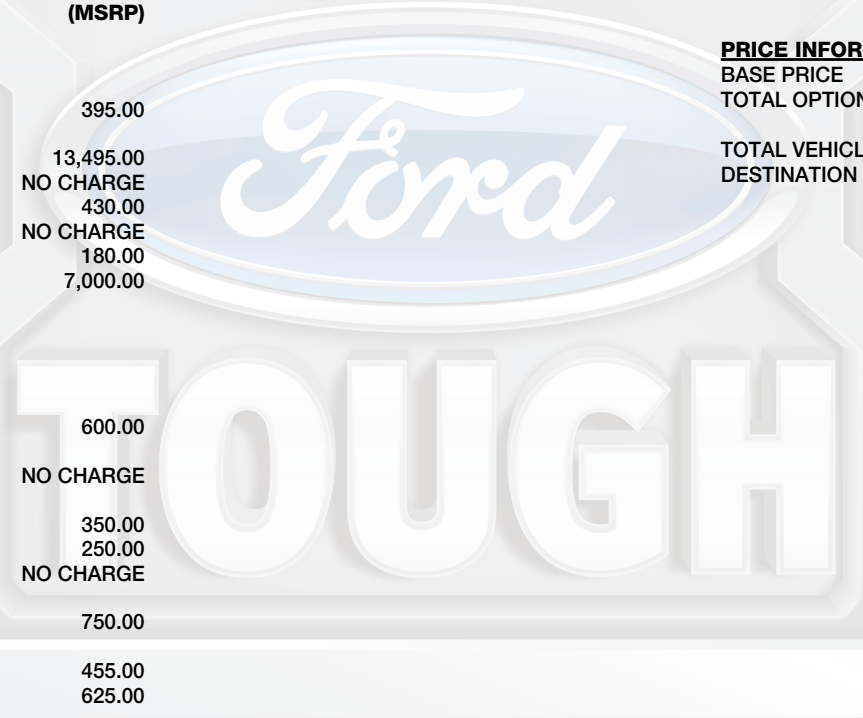 (MSRP)
395.00
13,495.00
NO CHARGE
430.00
NO CHARGE
180.00
7,000.00
600.00
NO CHARGE
350.00
250.00
NO CHARGE
750.00
455.00
625.00
PRICE INFOR
BASE PRICE
TOTAL OPTION
TOTAL VEHICL
DESTINATION
Ford
TOUGH